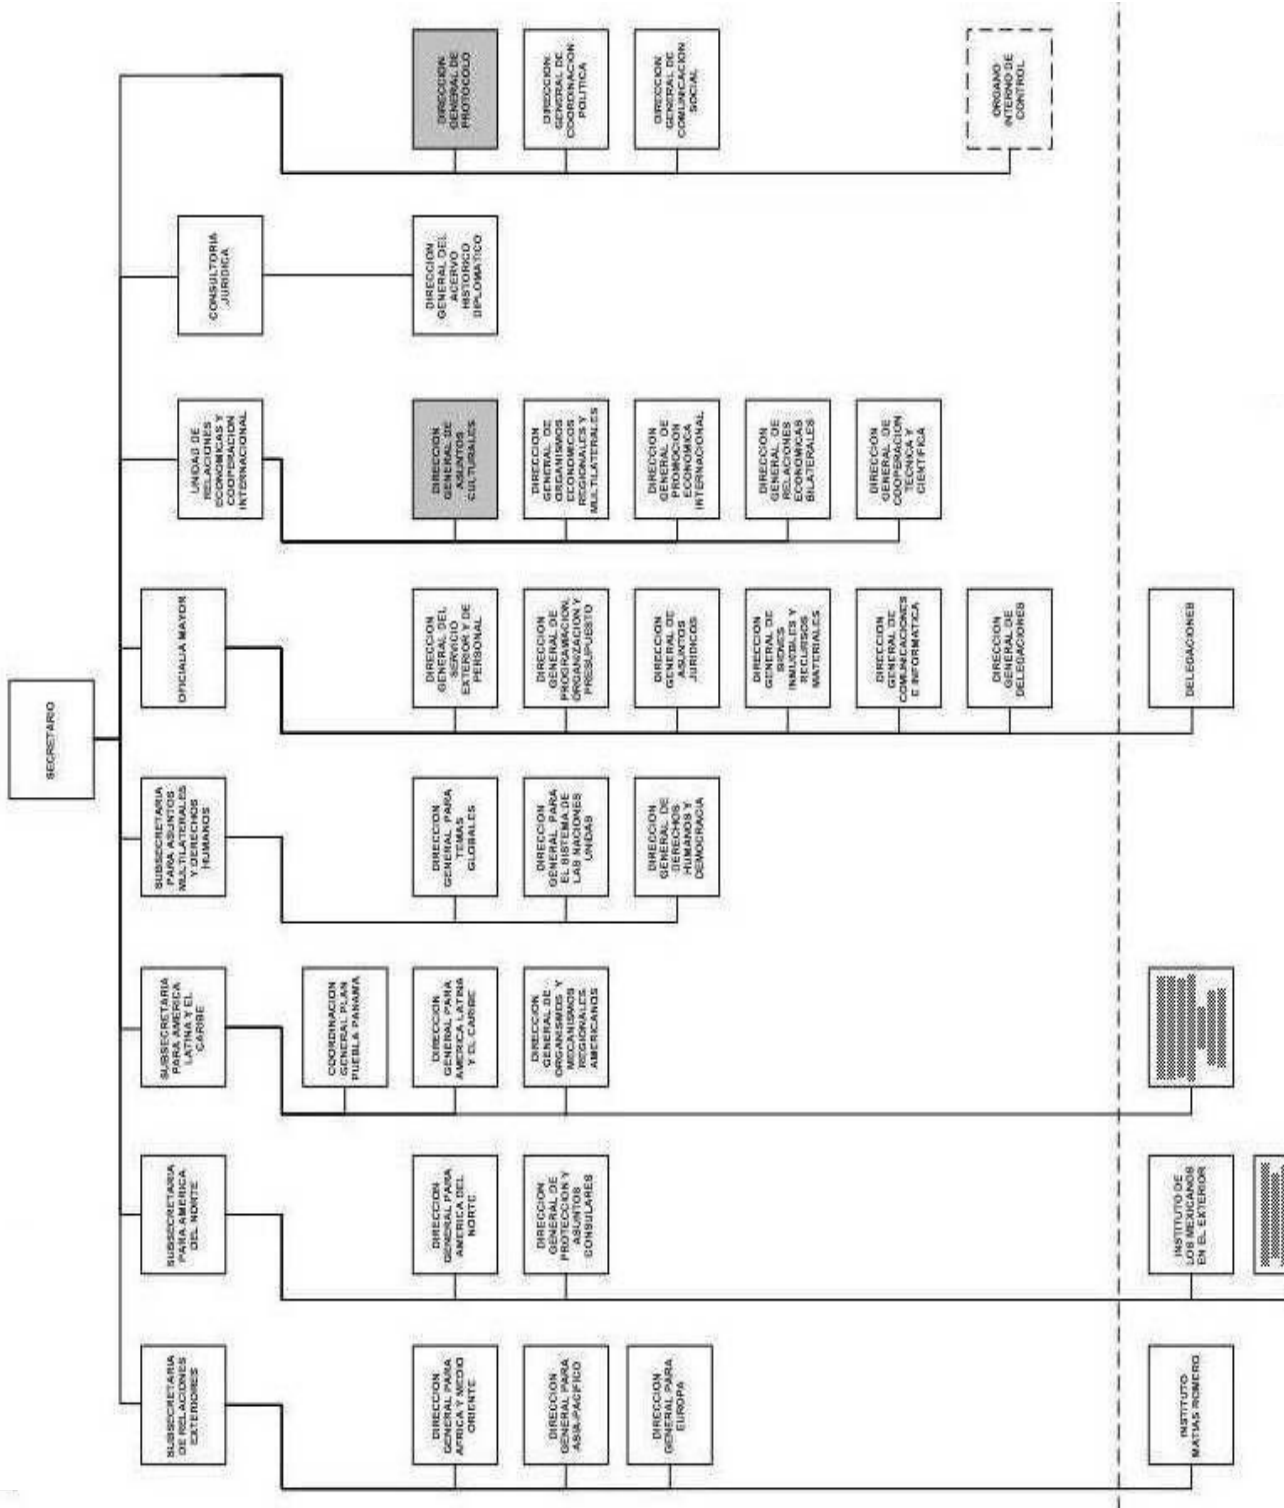 SECRETARIO
SUBSECRETARIA
DE RELACIONES
EXTERIORES
SUBSECRETARIA
PARA AMERICA
DEL NORTE
SUBSECRETARIA
PARA AMERICA
LATINA Y EL
CARIBE
SUBSECRETARIA
PARA ASUNTOS
MULTILATERALES
Y DERECHOS
HUMANOS
OFICIALIA MAYOR
UNIDAD DE
RELACIONES
ECONOMICAS Y
COOPERACION
INTERNACIONAL
CONSULTORIA
JURIDICA
COORDINACION
GENERAL PLAN
PUEBLA PANAMA
DIRECCION
GENERAL PARA
AFRICA Y MEDIO
ORIENTE
DIRECCION
GENERAL PARA
AMERICA DEL
NORTE
DIRECCION
GENERAL PARA
AMERICA LATINA
Y EL CARIBE
DIRECCION
GENERAL PARA
TEMAS
GLOBALES
DIRECCION
GENERAL DEL
SERVICIO
EXTERIOR Y DE
PERSONAL
DIRECCION
GENERAL DE
ASUNTOS
CULTURALES
DIRECCION
GENERAL DEL
ACERVO
HISTORICO
DIPLOMATICO
DIRECCION
GENERAL DE
PROTOCOLO
DIRECCION
GENERAL PARA
ASIA-PACIFICO
DIRECCION
GENERAL DE
PROTECCION Y
ASUNTOS
CONSULARES
DIRECCION
GENERAL DE
ORGANISMOS Y
MECANISMOS
REGIONALES
AMERICANOS
DIRECCION
GENERAL PARA
EL SISTEMA DE
LAS NACIONES
UNIDAS
DIRECCION
GENERAL DE
PROGRAMACION,
ORGANIZACION Y
PRESUPUESTO
DIRECCION
GENERAL DE
ORGANISMOS
ECONOMICOS
REGIONALES Y
MULTILATERALES
DIRECCION
GENERAL DE
COORDINACION
POLITICA
DIRECCION
GENERAL PARA
EUROPA
DIRECCION
GENERAL DE
DERECHOS
HUMANOS Y
DEMOCRACIA
DIRECCION
GENERAL DE
ASUNTOS
JURIDICOS
DIRECCION
GENERAL DE
PROMOCION
ECONOMICA
INTERNACIONAL
DIRECCION
GENERAL DE
COMUNICACION
SOCIAL
DIRECCION
GENERAL DE
BIENES
INMUEBLES Y
RECURSOS
MATERIALES
DIRECCION
GENERAL DE
RELACIONES
ECONOMICAS
BILATERALES
DIRECCION
GENERAL DE
COMUNICACIONES
E INFORMATICA
DIRECCION
GENERAL DE
COOPERACION
TECNICA Y
CIENTIFICA
DIRECCION
GENERAL DE
DELEGACIONES
ORGANO
INTERNO DE
CONTROL
INSTITUTO
MATIAS ROMERO
INSTITUTO DE
LOS MEXICANOS
EN EL EXTERIOR
DELEGACIONES